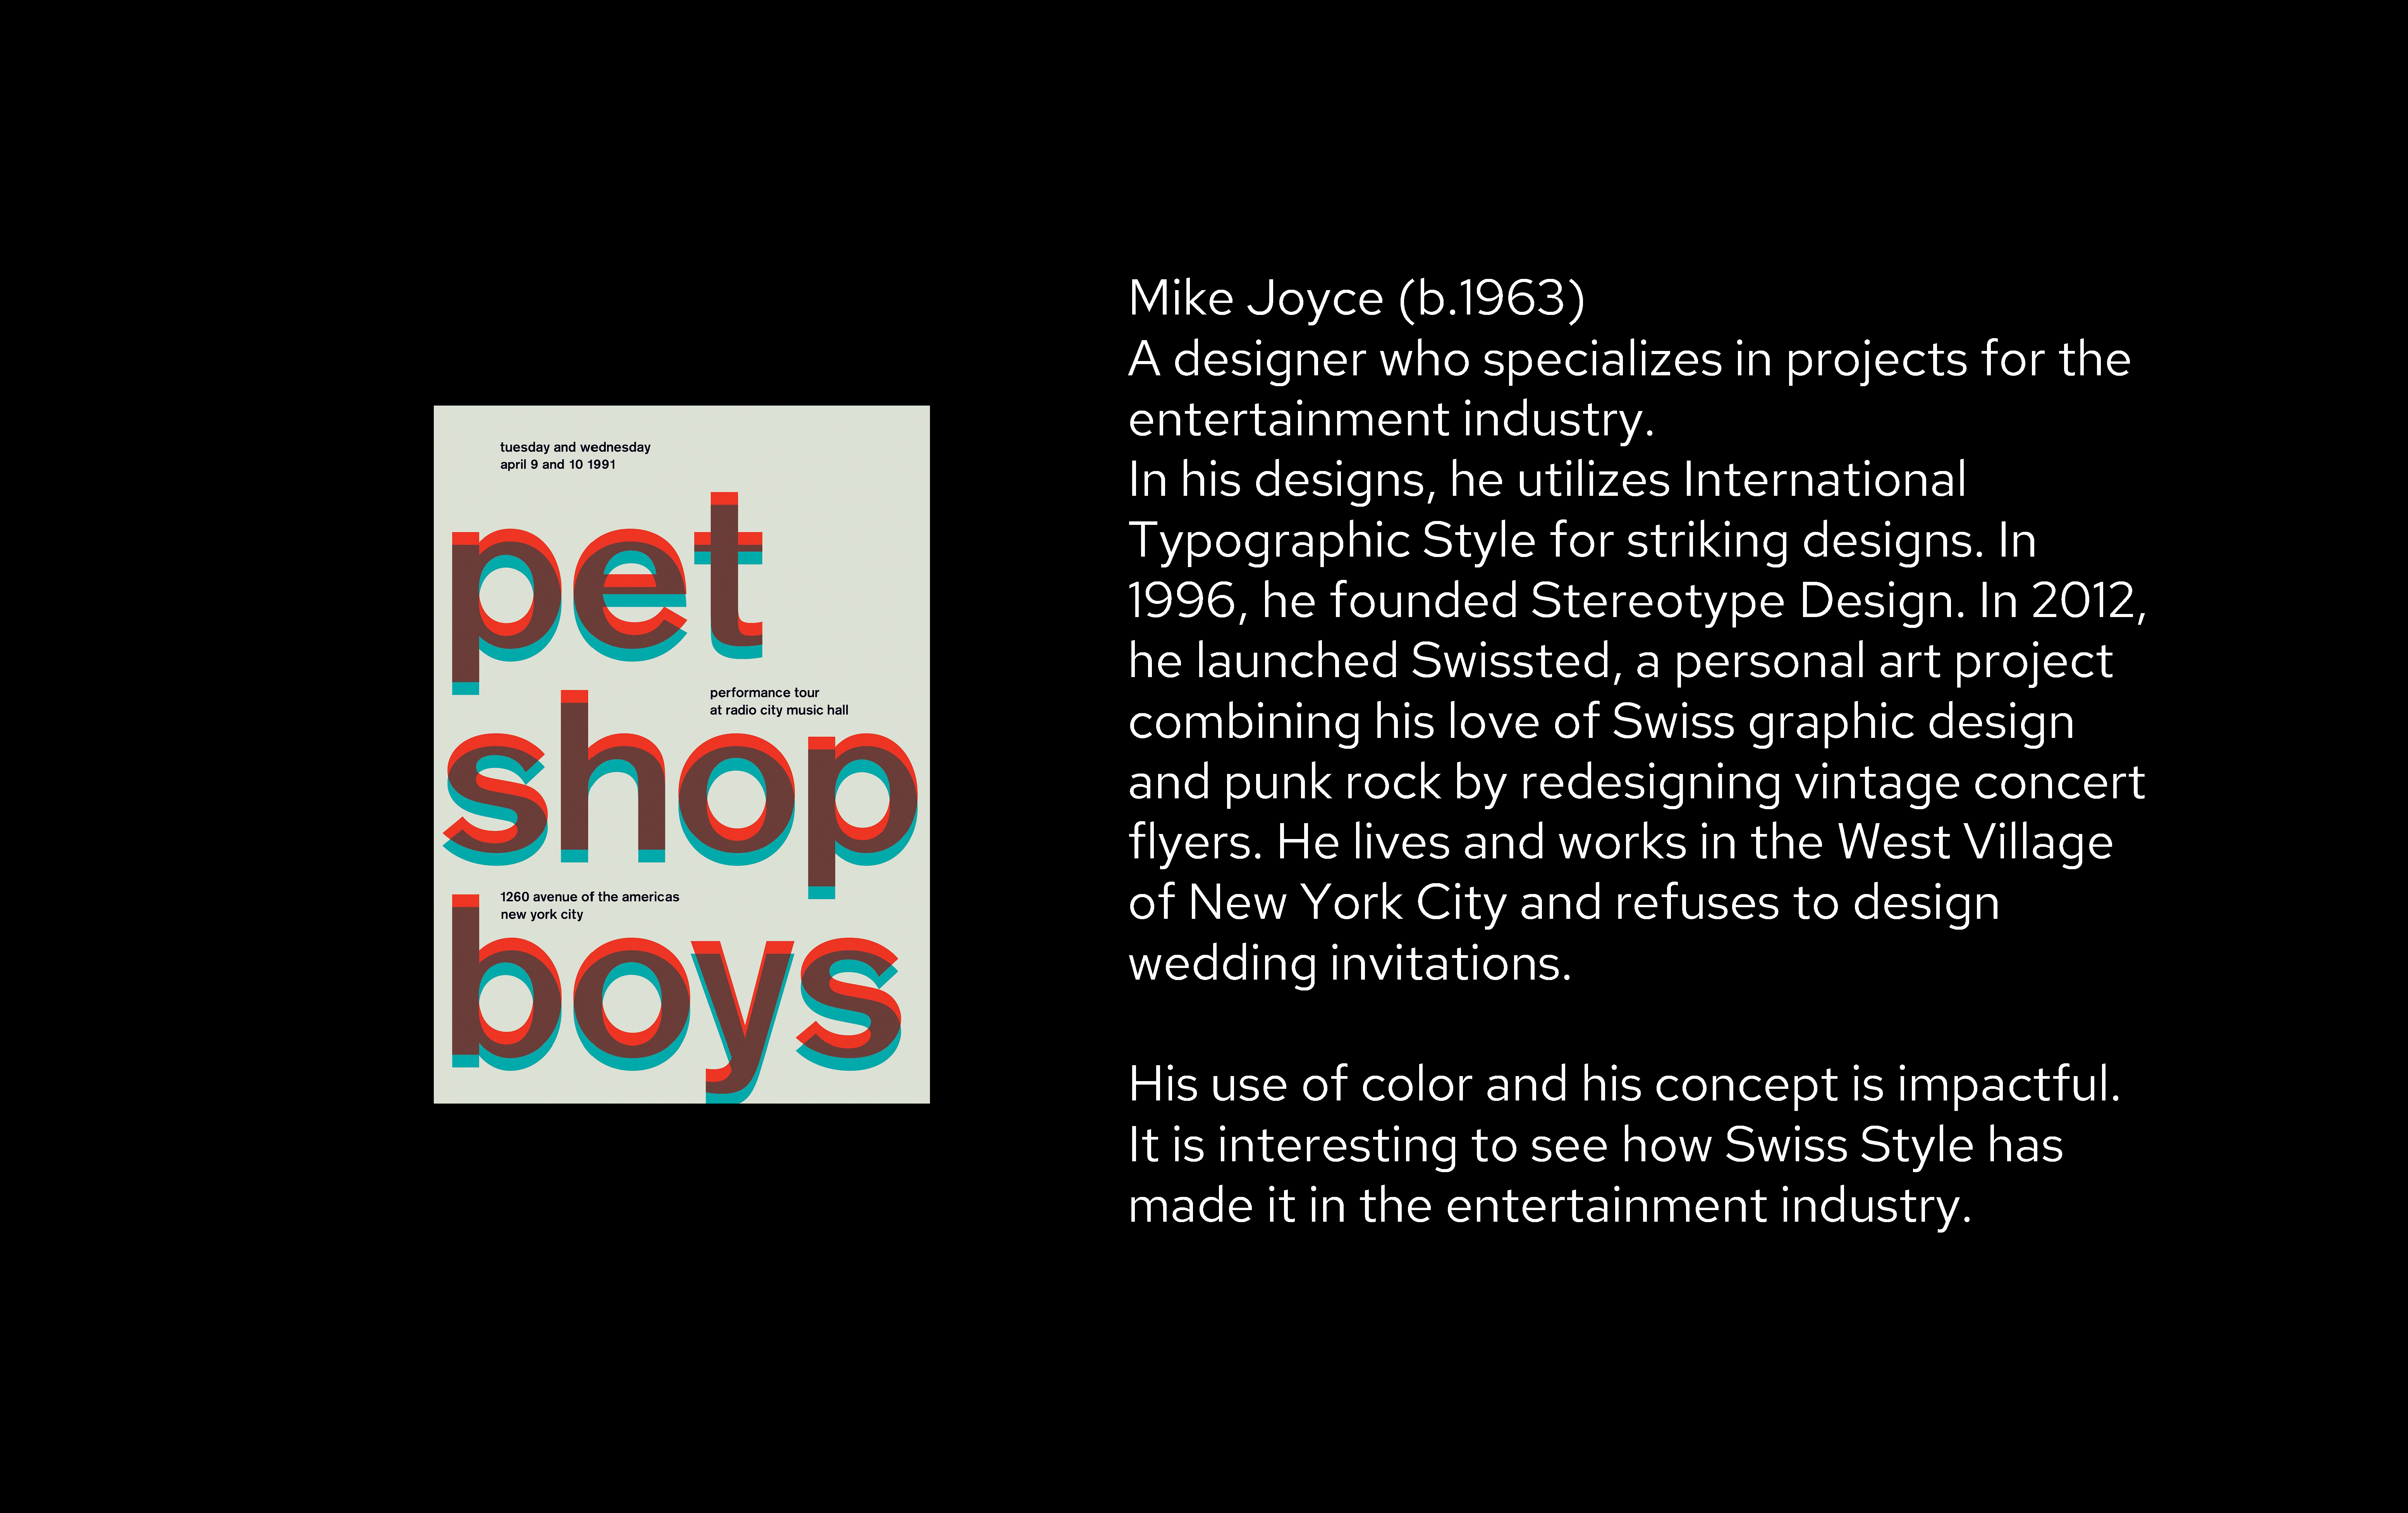 tuesday and wednesday
april 9 and 10 1991
pet
performance tour
at radio city music hall
shop
1260 avenue of the americas
new york city
boys
Mike Joyce (b.1963)
A designer who specializes in projects for the
entertainment industry.
In his designs, he utilizes International
Typographic Style for striking designs. In
1996, he founded Stereotype Design. In 2012,
he launched Swissted, a personal art project
combining his love of Swiss graphic design
and punk rock by redesigning vintage concert
flyers. He lives and works in the West Village
of New York City and refuses to design
wedding invitations.
His use of color and his concept is impactful.
It is interesting to see how Swiss Style has
made it in the entertainment industry.